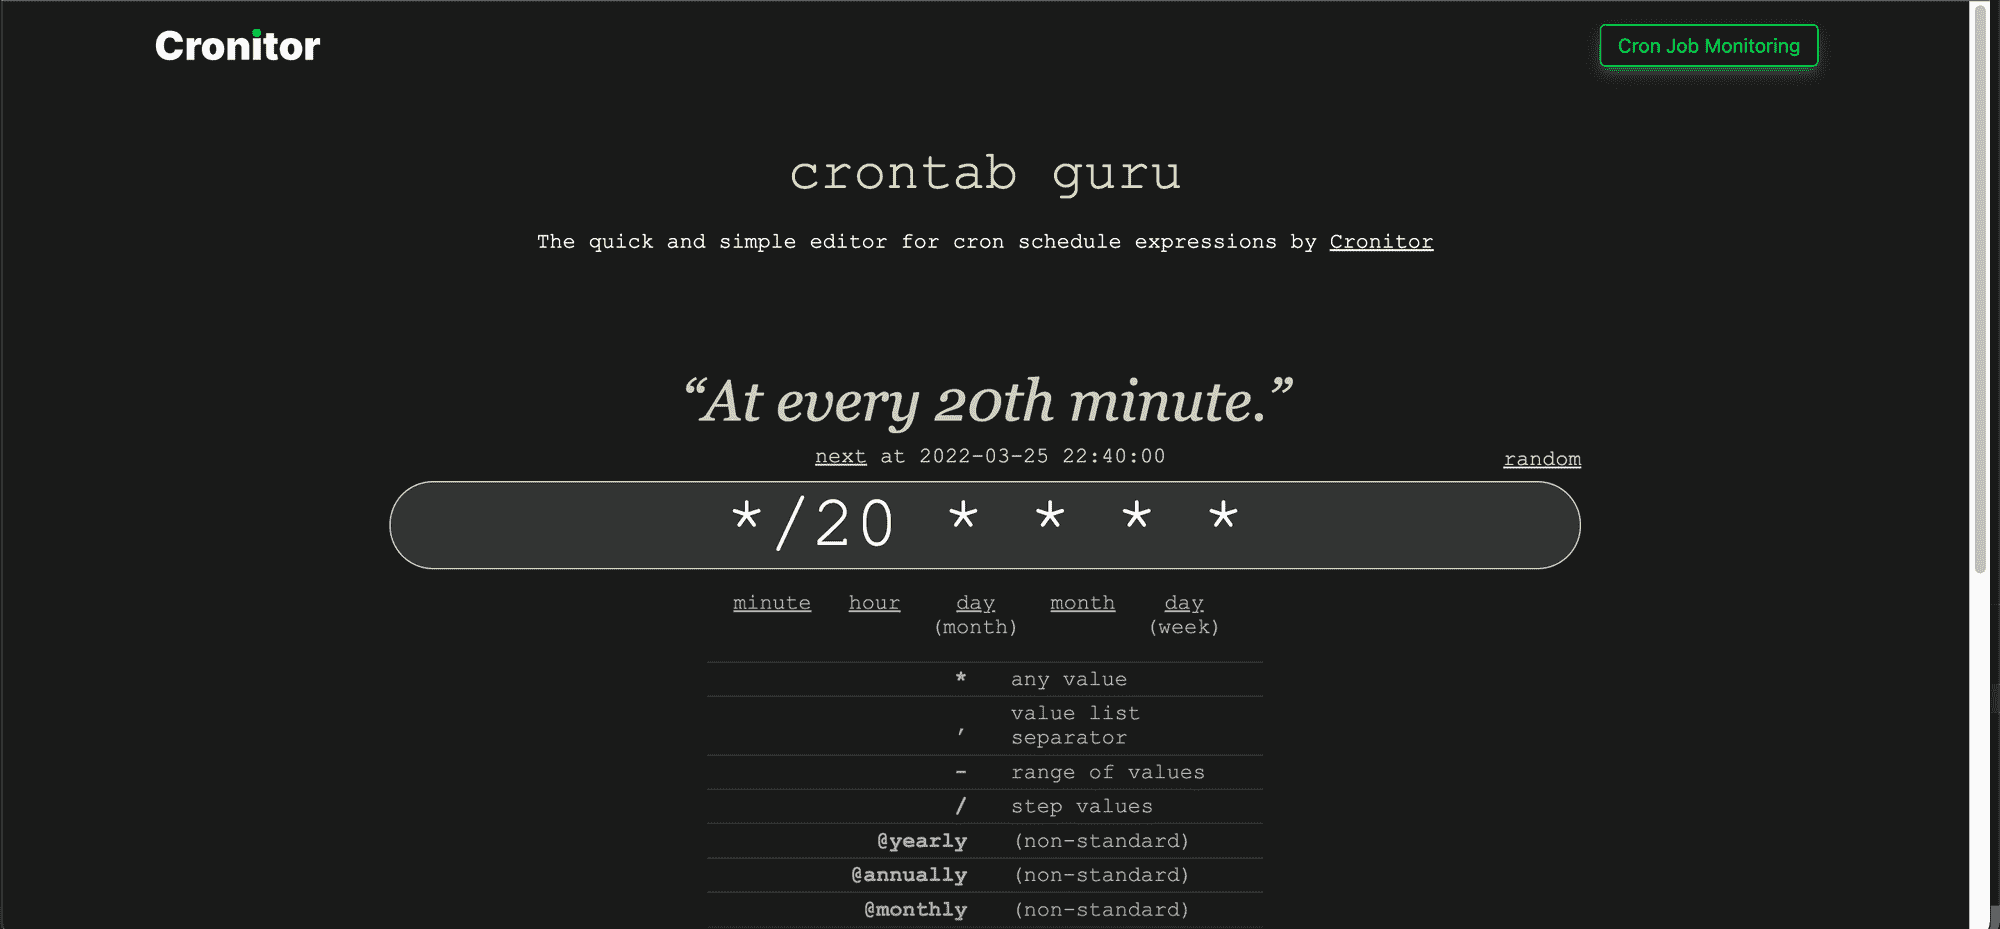 Cronitor
Cron Job Monitoring
crontab guru
The quick and simple editor for cron schedule expressions by Cronitor
“At every 20th minute.”
next at 2022-03-25 22:40:00
random
*/20 * * * *
minute hour day month day
(month) (week)
* any value
, value list
separator
- range of values
/ step values
@yearly (non-standard)
@annually (non-standard)
@monthly (non-standard)